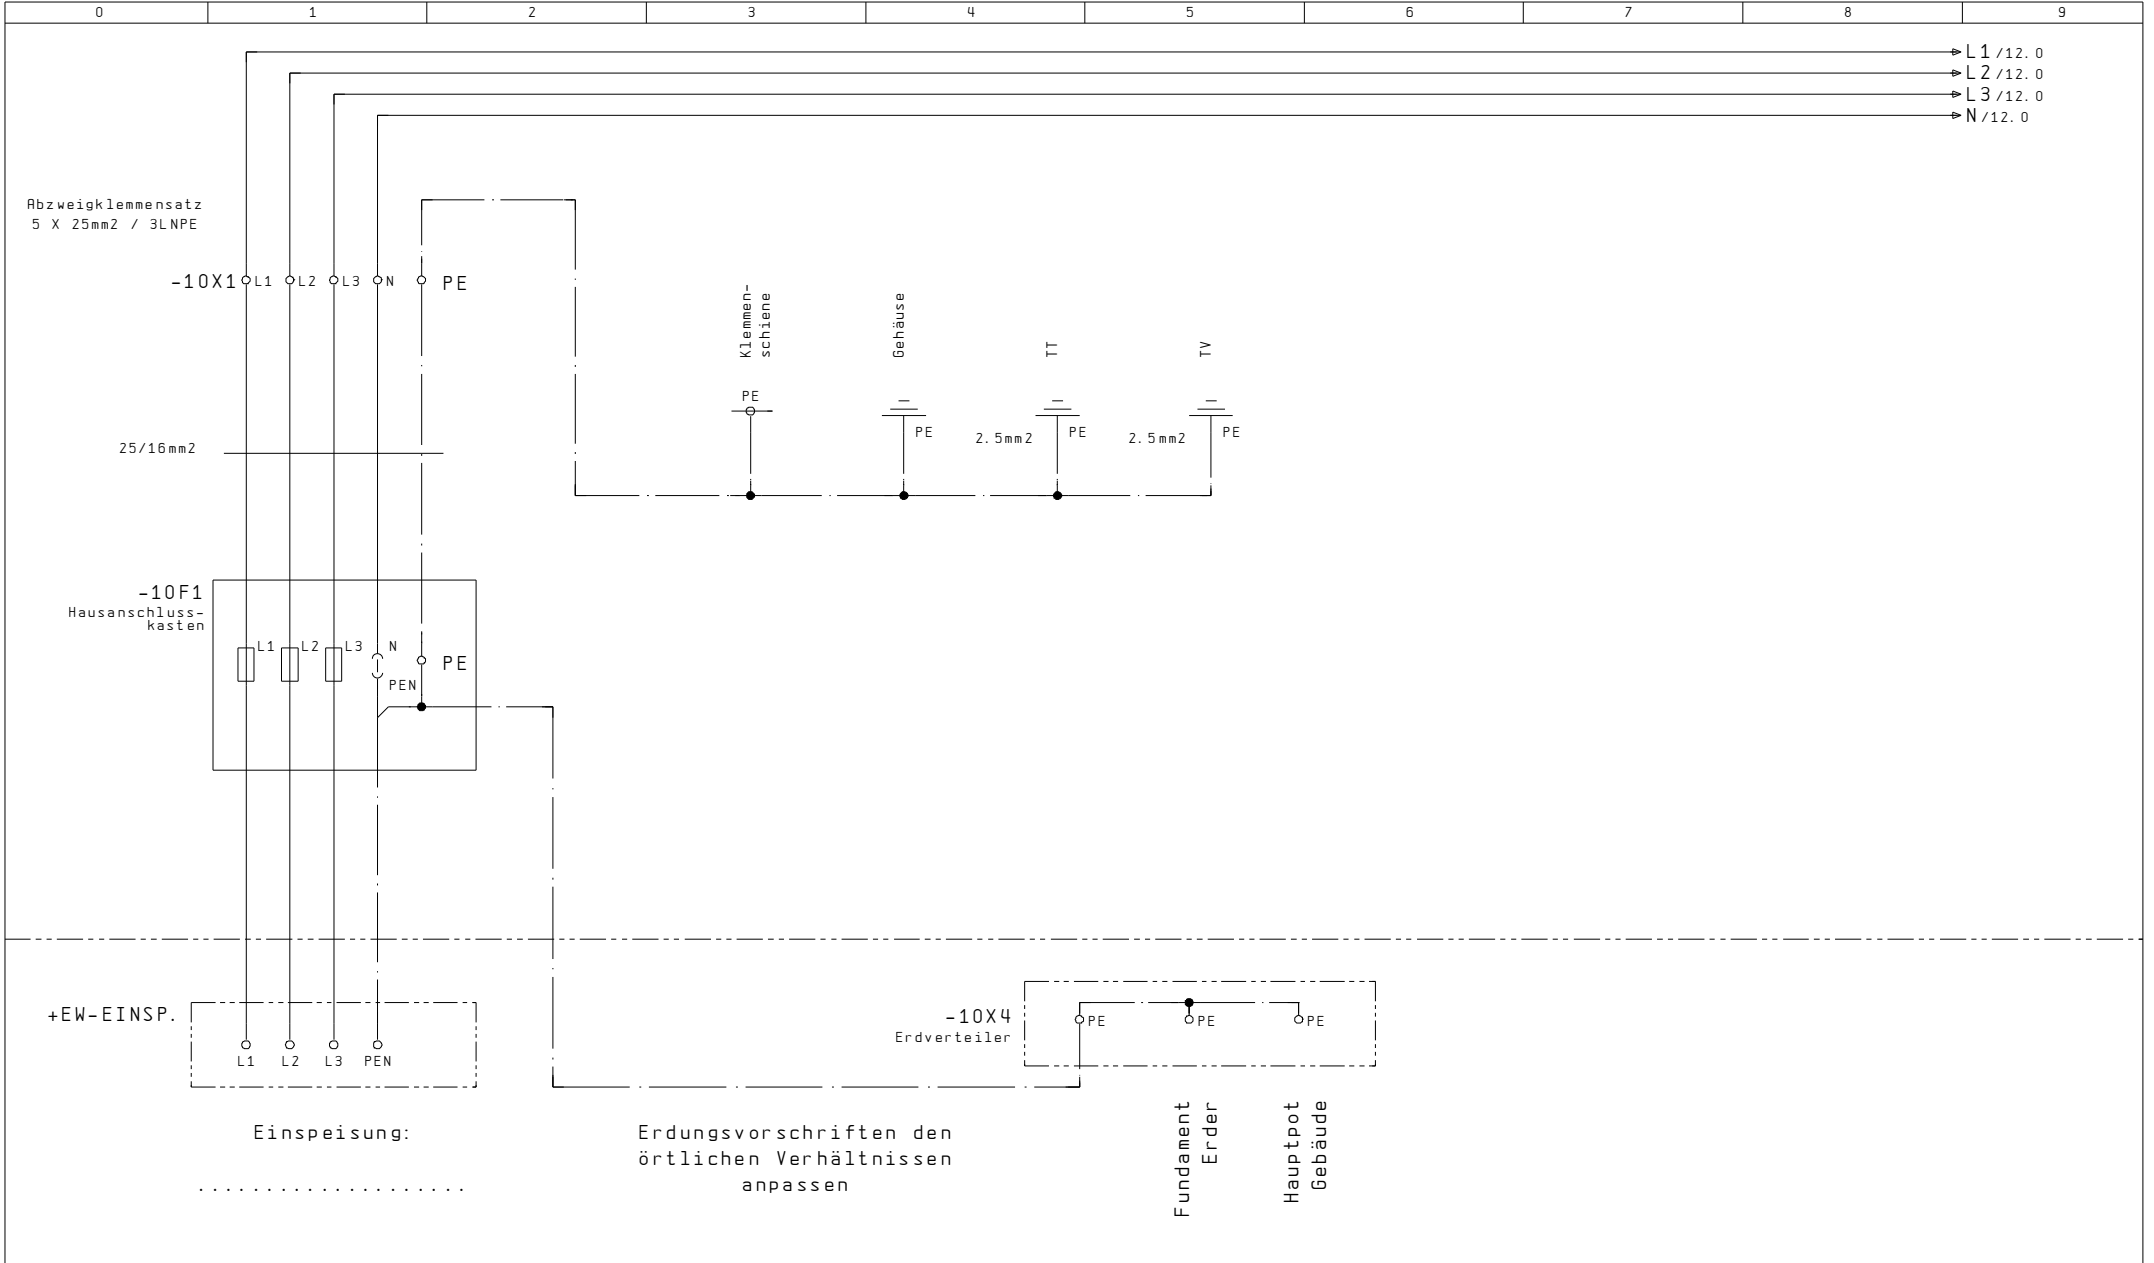 0 1 2 3 4 5 6 7 8 9
L1 /12.0
L2 /12.0
L3 /12.0
N /12.0
Abzweigklemmensatz
5 X 25mm2 / 3LNPE
-10X1 L1 L2 L3 N PE
Klemmen-
schiene
Gehäuse
TT
TV
PE
PE
2.5mm2 PE
2.5mm2 PE
25/16mm2
-10F1
Hausanschluss-
kasten
L1 L2 L3 N
PE
PEN
+EW-EINSP.
L1 L2 L3 PEN
-10X4
Erdverteiler
PE PE PE
Einspeisung:
....................
Erdungsvorschriften den
örtlichen Verhältnissen
anpassen
Fundament
Erder
Hauptpot
Gebäude